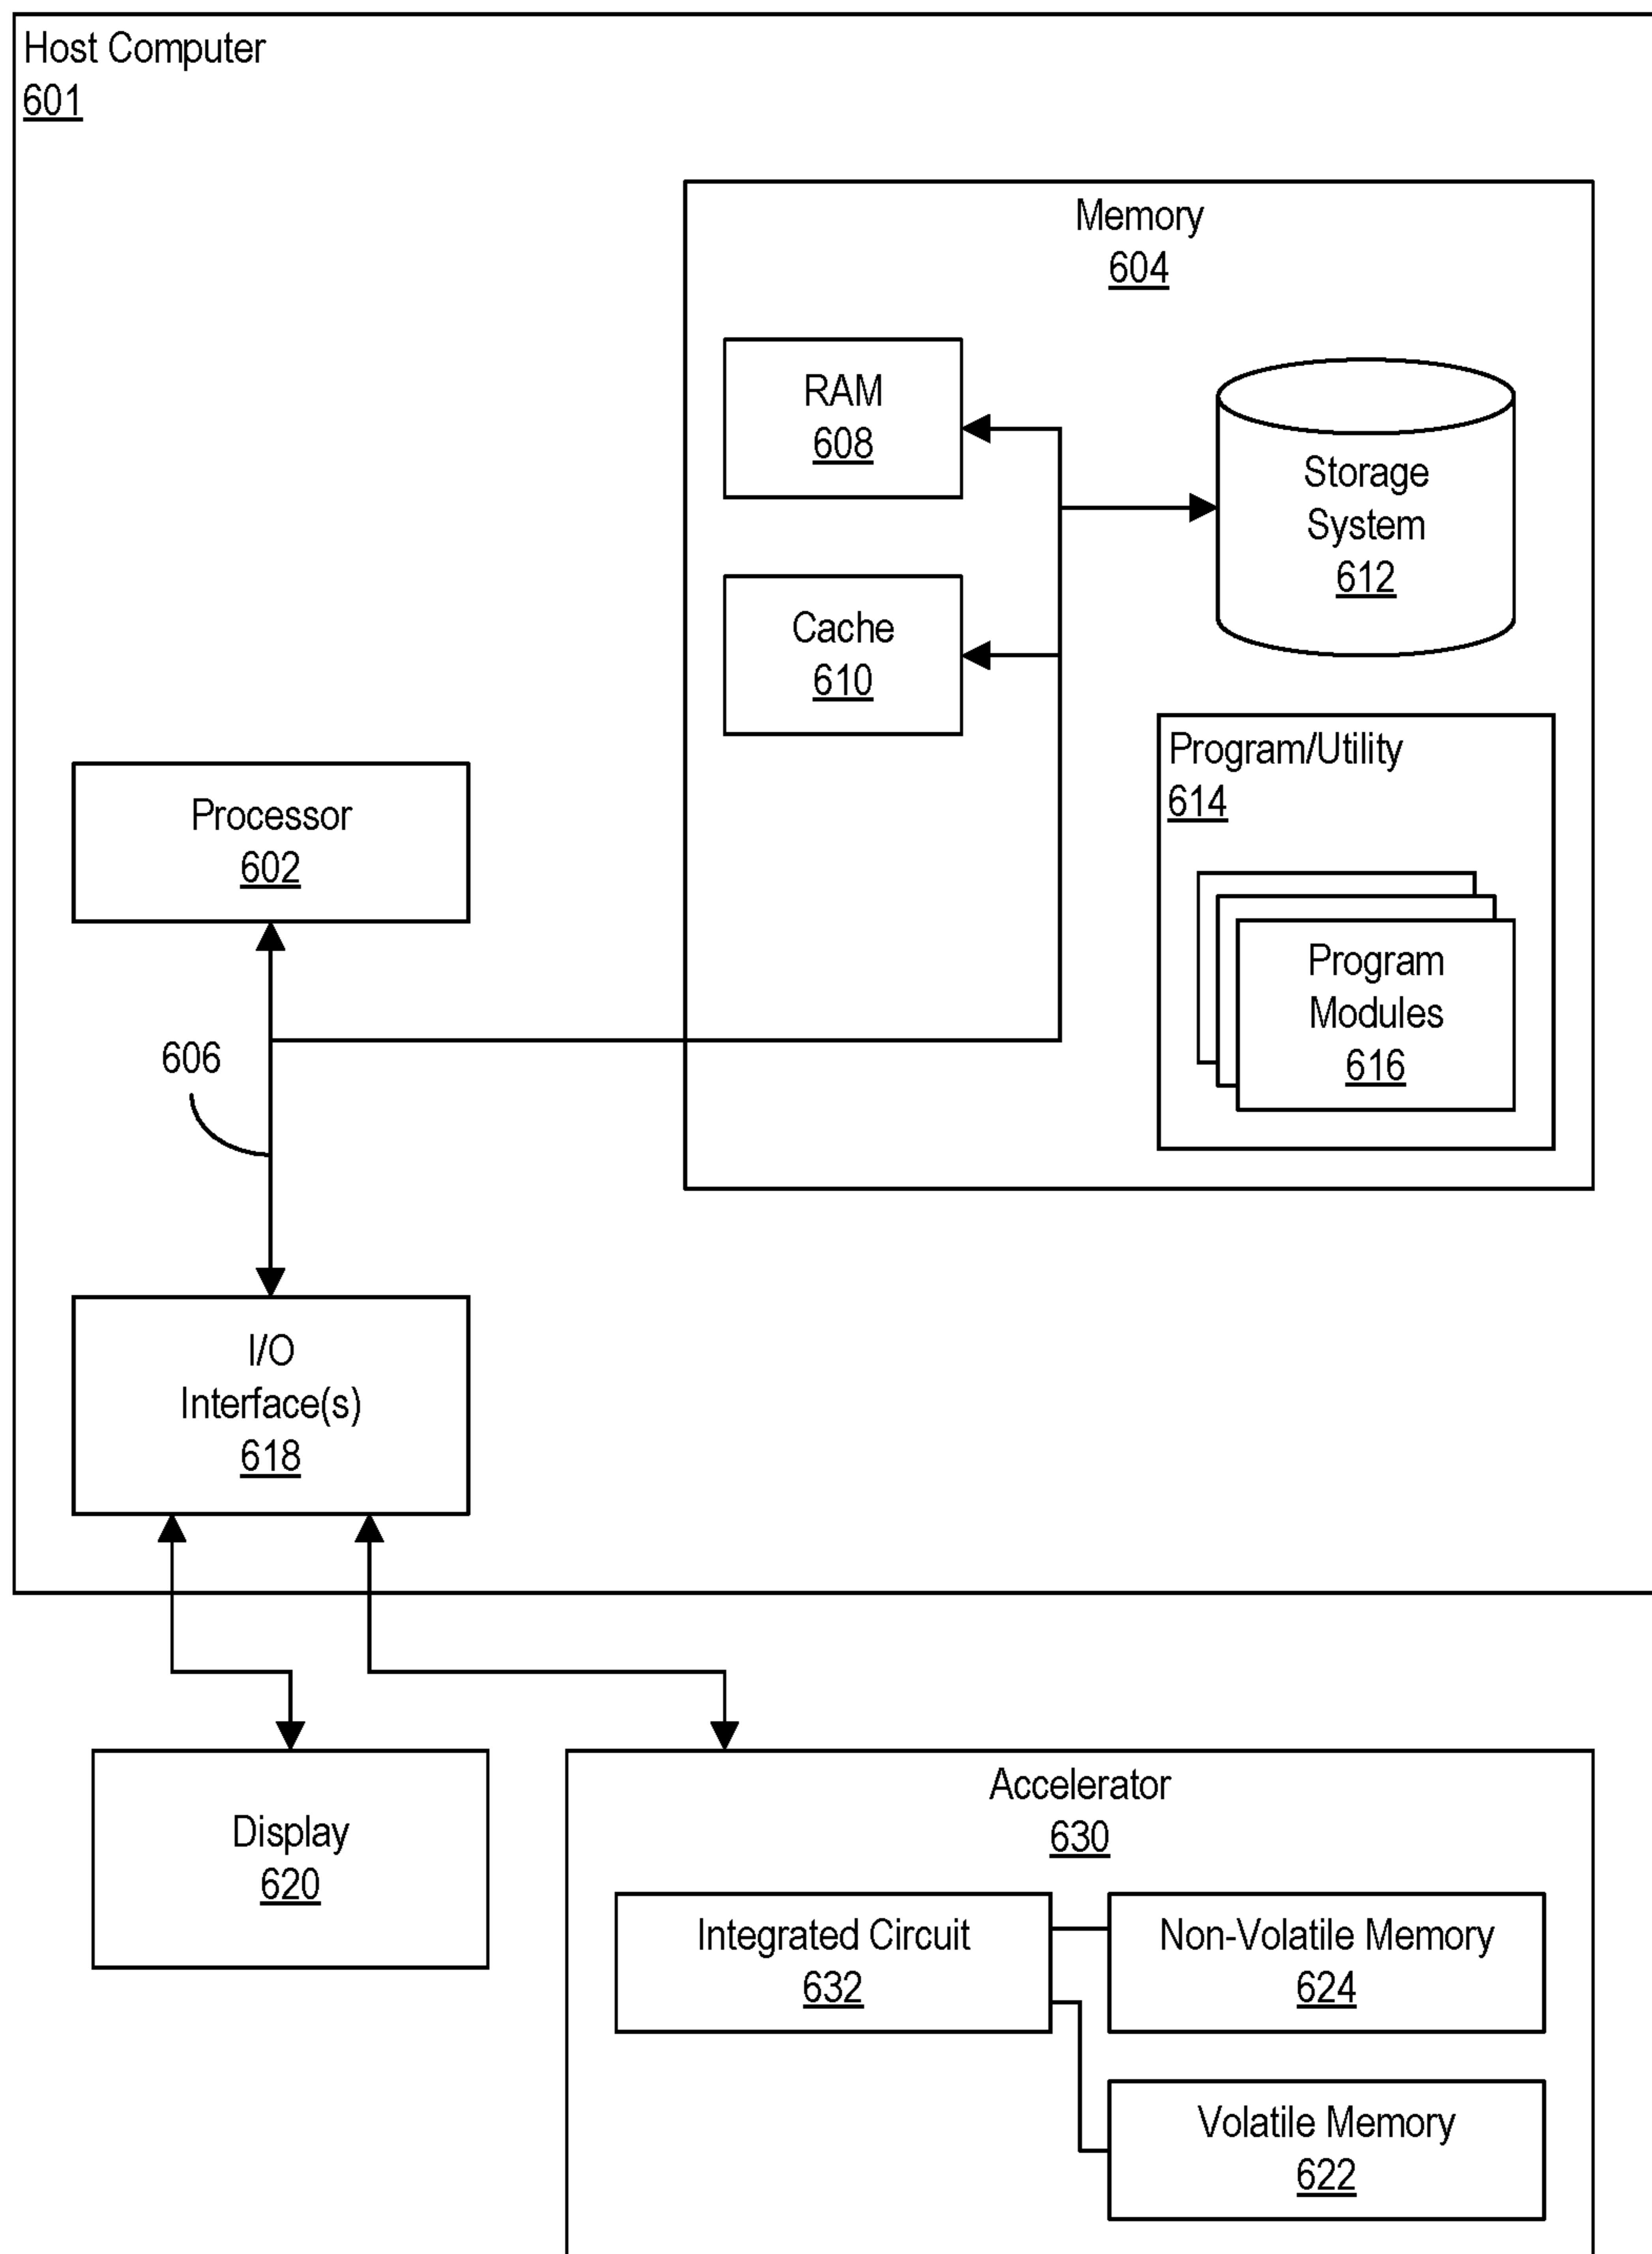 Host Computer
601
Memory
604
RAM
608
Storage
System
612
Cache
610
Program/Utility
614
Processor
602
Program
Modules
616
606
I/O
Interface(s)
618
Accelerator
630
Display
620
Integrated Circuit
632
Non-Volatile Memory
624
Volatile Memory
622